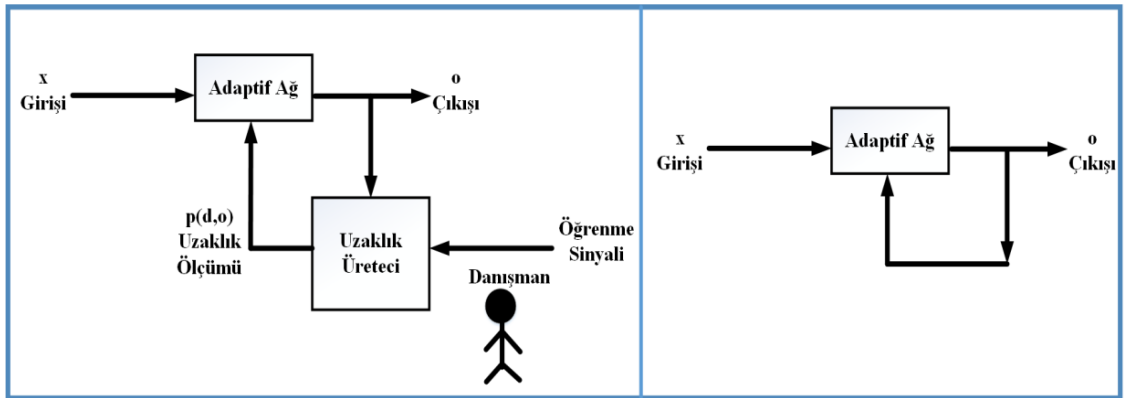 x
Girişi
Adaptif Ağ
o
Çıkışı
p(d,o)
Uzaklık
Ölçümü
Uzaklık
Üreteci
Öğrenme
Sinyali
Danışman
x
Girişi
Adaptif Ağ
o
Çıkışı